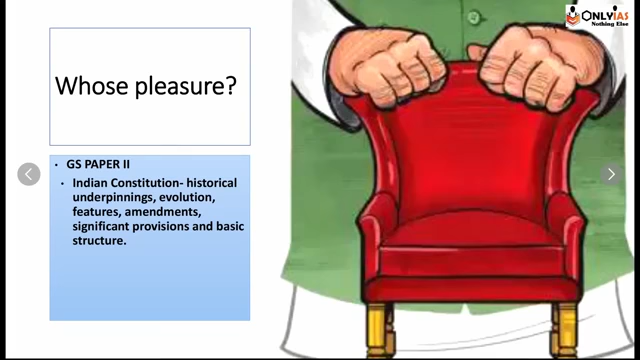 ONLYIAS
Nothing Else
Whose pleasure?
• GS PAPER II
• Indian Constitution- historical
underpinnings, evolution,
features, amendments,
significant provisions and basic
structure.